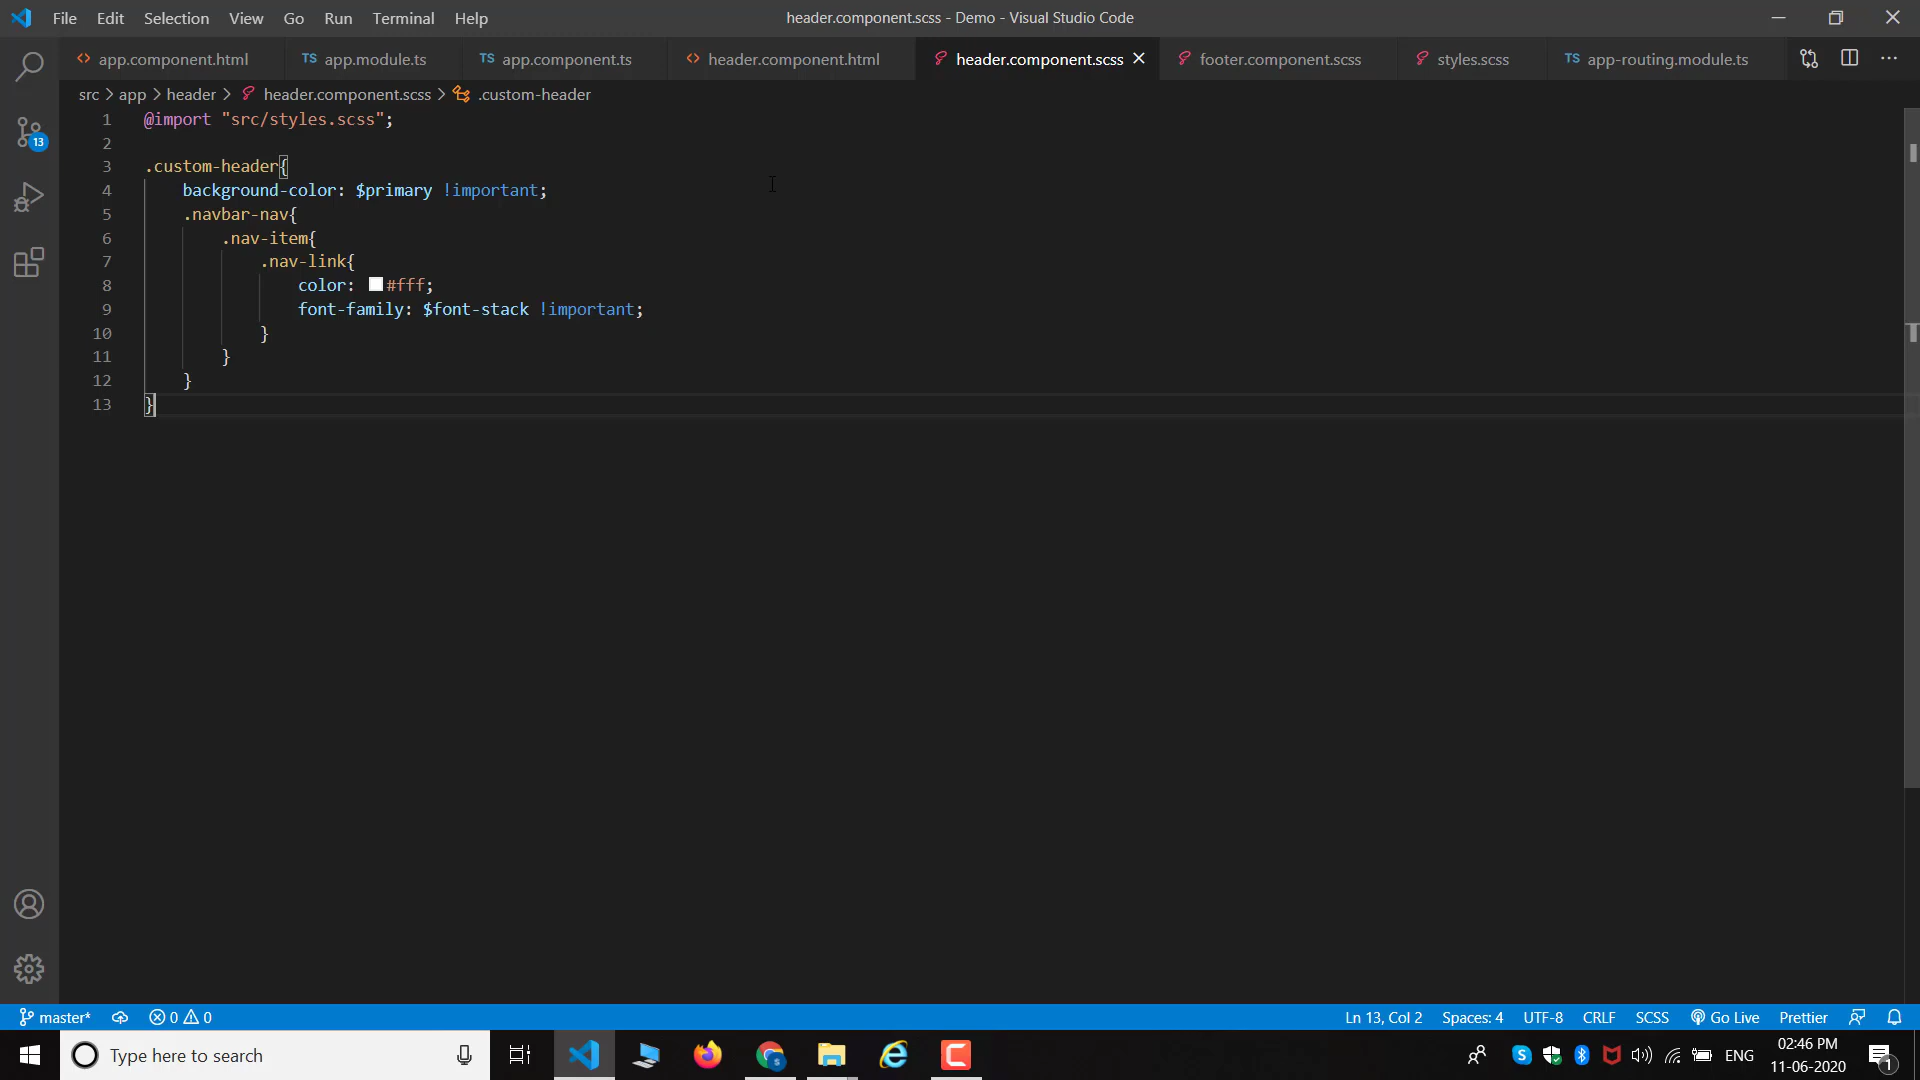 File Edit Selection View Go Run Terminal Help
header.component.scss - Demo - Visual Studio Code
<> app.component.html TS app.module.ts TS app.component.ts <> header.component.html header.component.scss footer.component.scss styles.scss TS app-routing.module.ts
src > app > header > header.component.scss > .custom-header
1 @import "src/styles.scss";
2
3 .custom-header{
4 background-color: $primary !important;
5 .navbar-nav{
6 .nav-item{
7 .nav-link{
8 color: #fff;
9 font-family: $font-stack !important;
10 }
11 }
12 }
13 }
13
master* 0 0 Ln 13, Col 2 Spaces: 4 UTF-8 CRLF SCSS Go Live Prettier
Type here to search
ENG
02:46 PM
11-06-2020
1